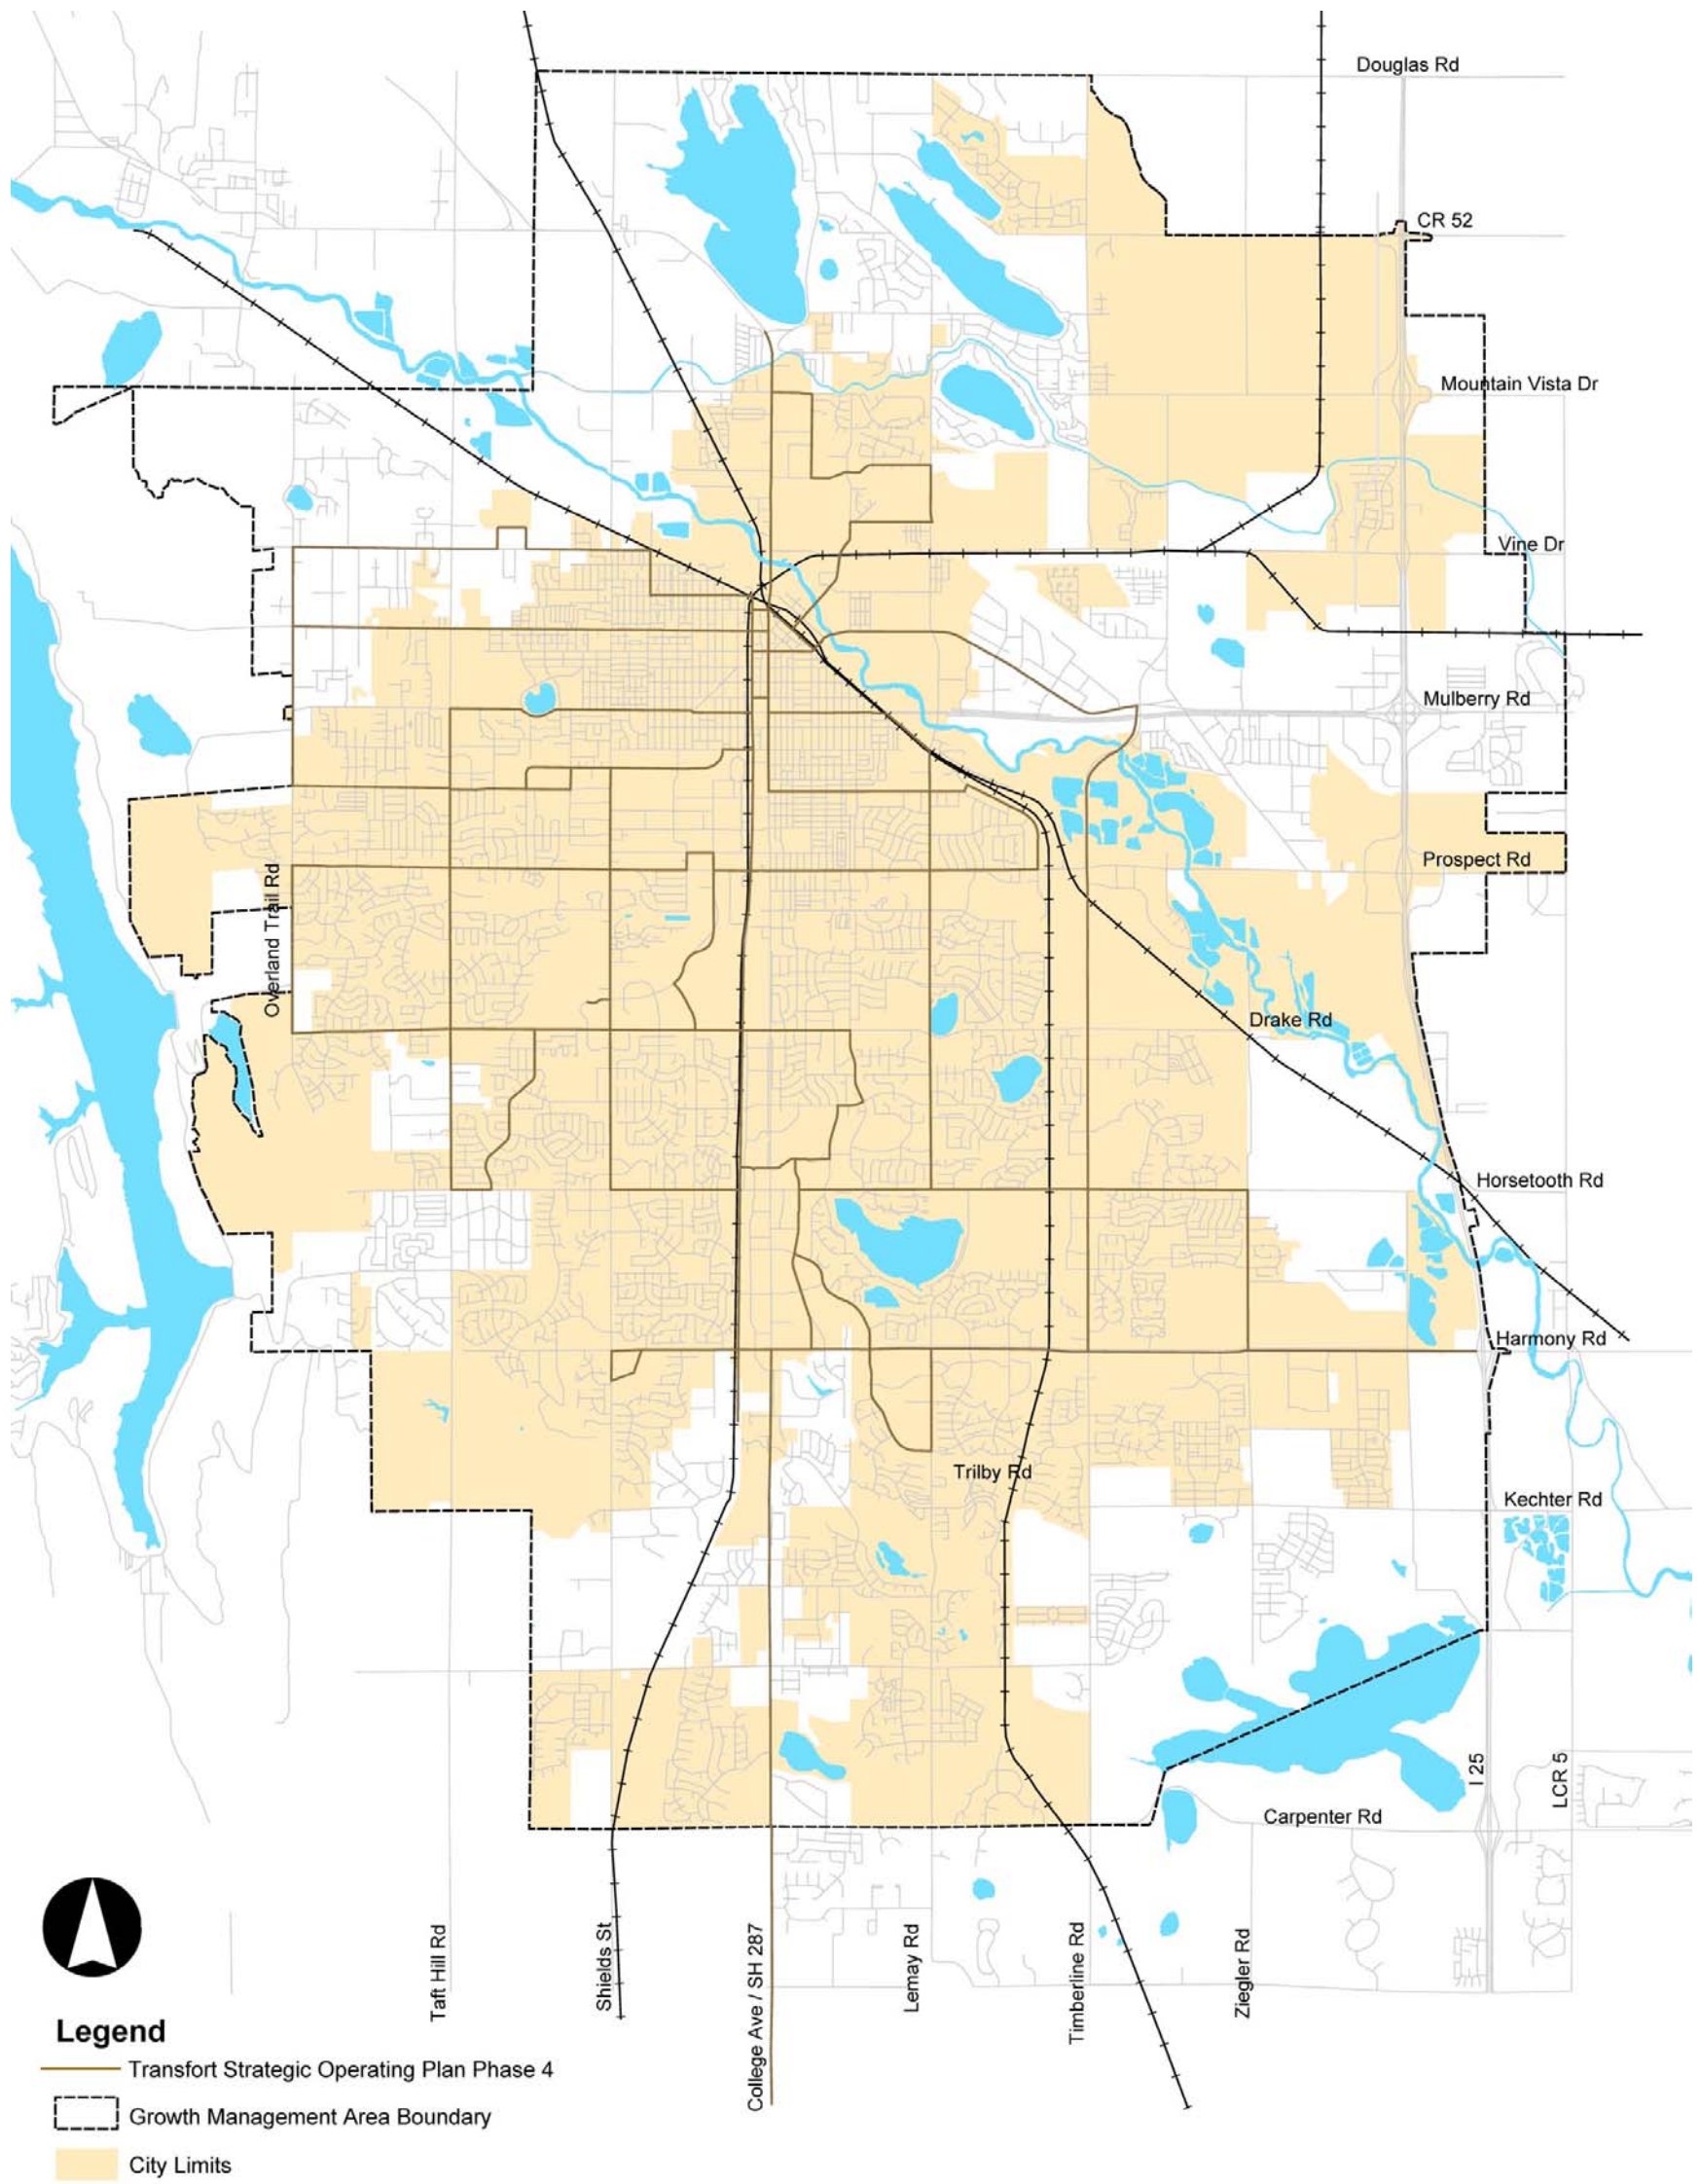 Douglas Rd
CR 52
Mountain Vista Dr
Vine Dr
Mulberry Rd
Prospect Rd
Overland Trail Rd
Drake Rd
Horsetooth Rd
Harmony Rd
Trilby Rd
Kechter Rd
I 25
LCR 5
Carpenter Rd
Taft Hill Rd
Shields St
College Ave / SH 287
Lemay Rd
Timberline Rd
Ziegler Rd
Legend
Transfort Strategic Operating Plan Phase 4
Growth Management Area Boundary
City Limits